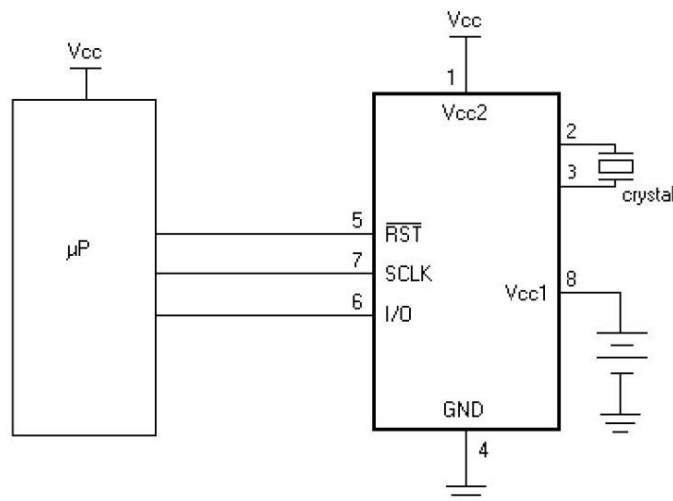 Vcc
Vcc
1
Vcc2
2
3
crystal
5
RST
µP
7
SCLK
6
I/O
8
Vcc1
GND
4